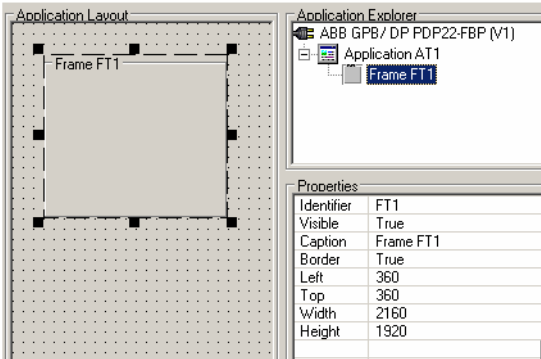 Application Layout
Frame FT1
Application Explorer
ABB GPB/ DP PDP22-FBP (V1)
Application AT1
Frame FT1
Properties
Identifier FT1
Visible True
Caption Frame FT1
Border True
Left 360
Top 360
Width 2160
Height 1920